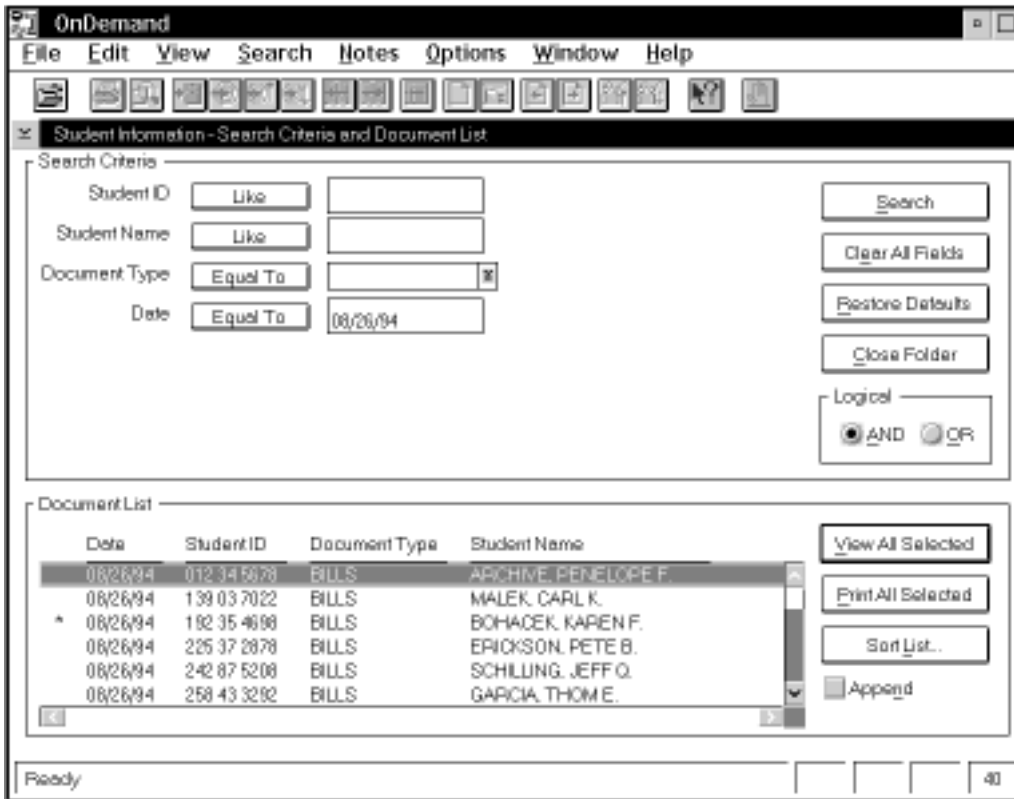 OnDemand
File Edit View Search Notes Options Window Help
Student Information - Search Criteria and Document List
Search Criteria
Student ID Like Search
Student Name Like Clear All Fields
Document Type Equal To Restore Defaults
Date Equal To 08/26/94 Close Folder
Logical
AND OR
Document List
Date Student ID Document Type Student Name View All Selected
08/26/94 012 34 5678 BILLS ARCHIVE, PENELOPE F.
08/26/94 139 03 7022 BILLS MALEK, CARL K. Print All Selected
* 08/26/94 192 35 4698 BILLS BOHACEK, KAREN F.
08/26/94 225 37 2878 BILLS ERICKSON, PETE B. Sort List...
08/26/94 242 87 5208 BILLS SCHILLING, JEFF Q.
08/26/94 258 43 3292 BILLS GARCIA, THOM E. Append
Ready 40